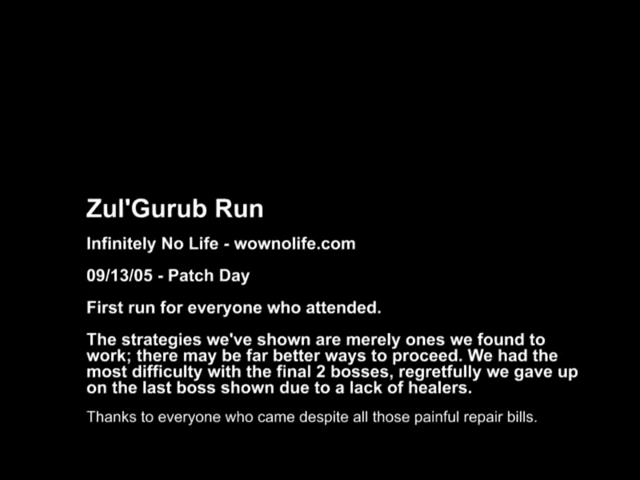 Zul'Gurub Run
Infinitely No Life - wownolife.com
09/13/05 - Patch Day
First run for everyone who attended.
The strategies we've shown are merely ones we found to
work; there may be far better ways to proceed. We had the
most difficulty with the final 2 bosses, regretfully we gave up
on the last boss shown due to a lack of healers.
Thanks to everyone who came despite all those painful repair bills.